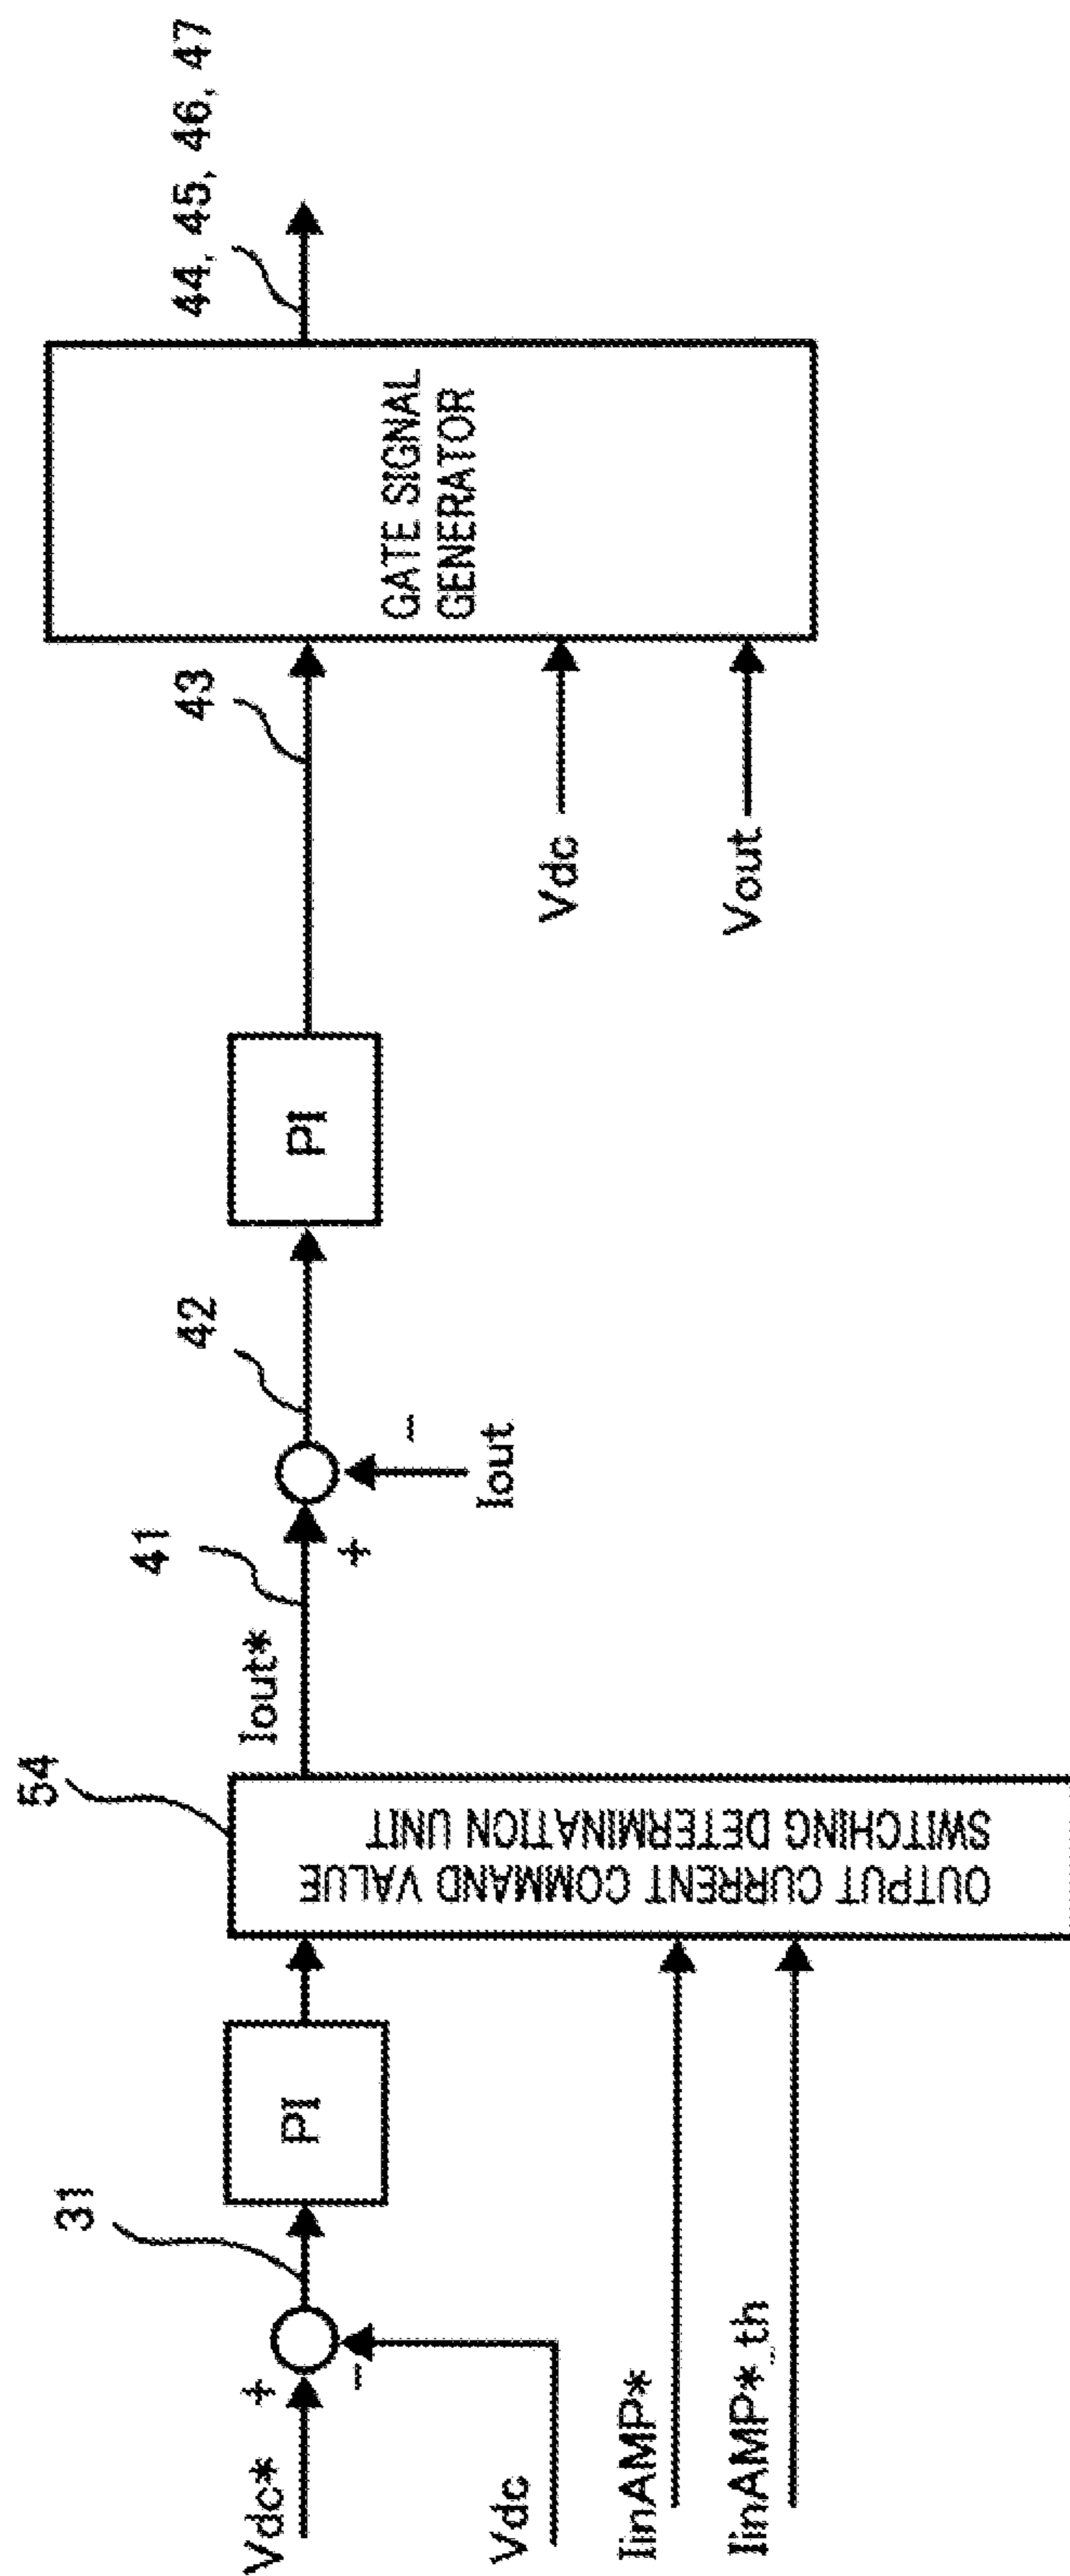 Vdc*
+
-
Vdc
31
PI
IinAMP*
IinAMP*_th
54
OUTPUT CURRENT COMMAND VALUE
SWITCHING DETERMINATION UNIT
Iout*
41
+
-
Iout
42
PI
43
Vdc
Vout
GATE SIGNAL
GENERATOR
44, 45, 46, 47